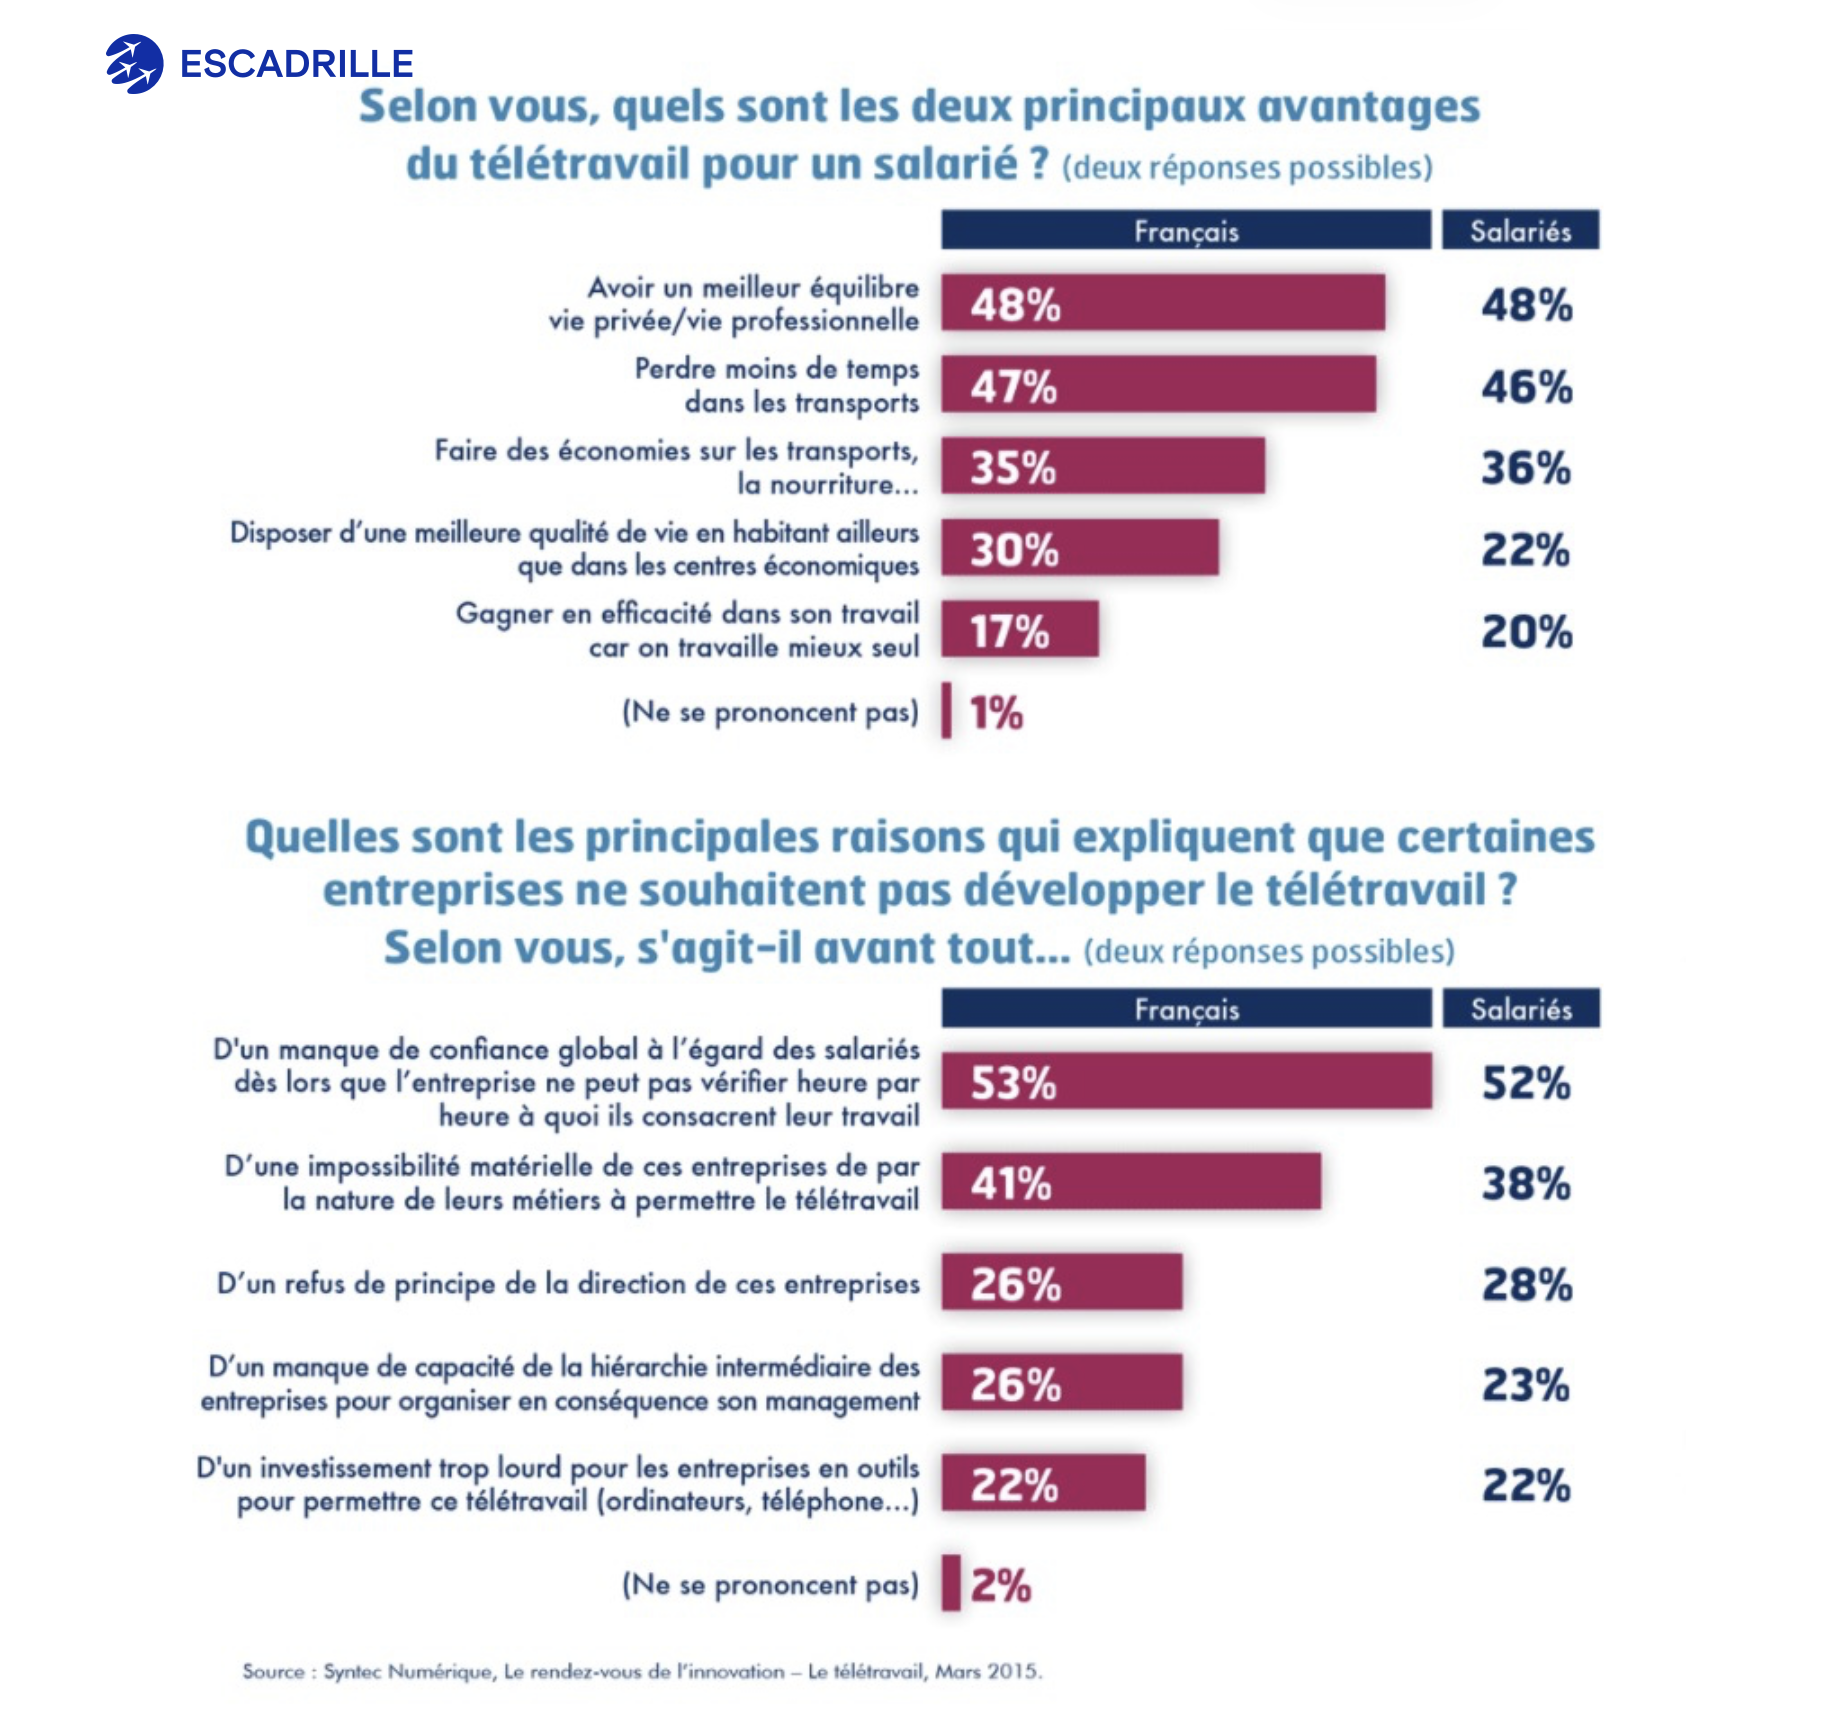 ESCADRILLE
Selon vous, quels sont les deux principaux avantages
du télétravail pour un salarié ? (deux réponses possibles)
Français Salariés
Avoir un meilleur équilibre
vie privée/vie professionnelle
48% 48%
Perdre moins de temps
dans les transports
47% 46%
Faire des économies sur les transports,
la nourriture...
35% 36%
Disposer d’une meilleure qualité de vie en habitant ailleurs
que dans les centres économiques
30% 22%
Gagner en efficacité dans son travail
car on travaille mieux seul
17% 20%
(Ne se prononcent pas) 1%
Quelles sont les principales raisons qui expliquent que certaines
entreprises ne souhaitent pas développer le télétravail ?
Selon vous, s'agit-il avant tout... (deux réponses possibles)
Français Salariés
D'un manque de confiance global à l’égard des salariés
dès lors que l’entreprise ne peut pas vérifier heure par
heure à quoi ils consacrent leur travail
53% 52%
D’une impossibilité matérielle de ces entreprises de par
la nature de leurs métiers à permettre le télétravail
41% 38%
D’un refus de principe de la direction de ces entreprises 26% 28%
D’un manque de capacité de la hiérarchie intermédiaire des
entreprises pour organiser en conséquence son management
26% 23%
D'un investissement trop lourd pour les entreprises en outils
pour permettre ce télétravail (ordinateurs, téléphone...)
22% 22%
(Ne se prononcent pas) 2%
Source : Syntec Numérique, Le rendez-vous de l’innovation – Le télétravail, Mars 2015.